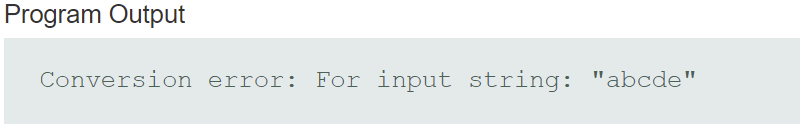 Program Output
Conversion error: For input string: "abcde"